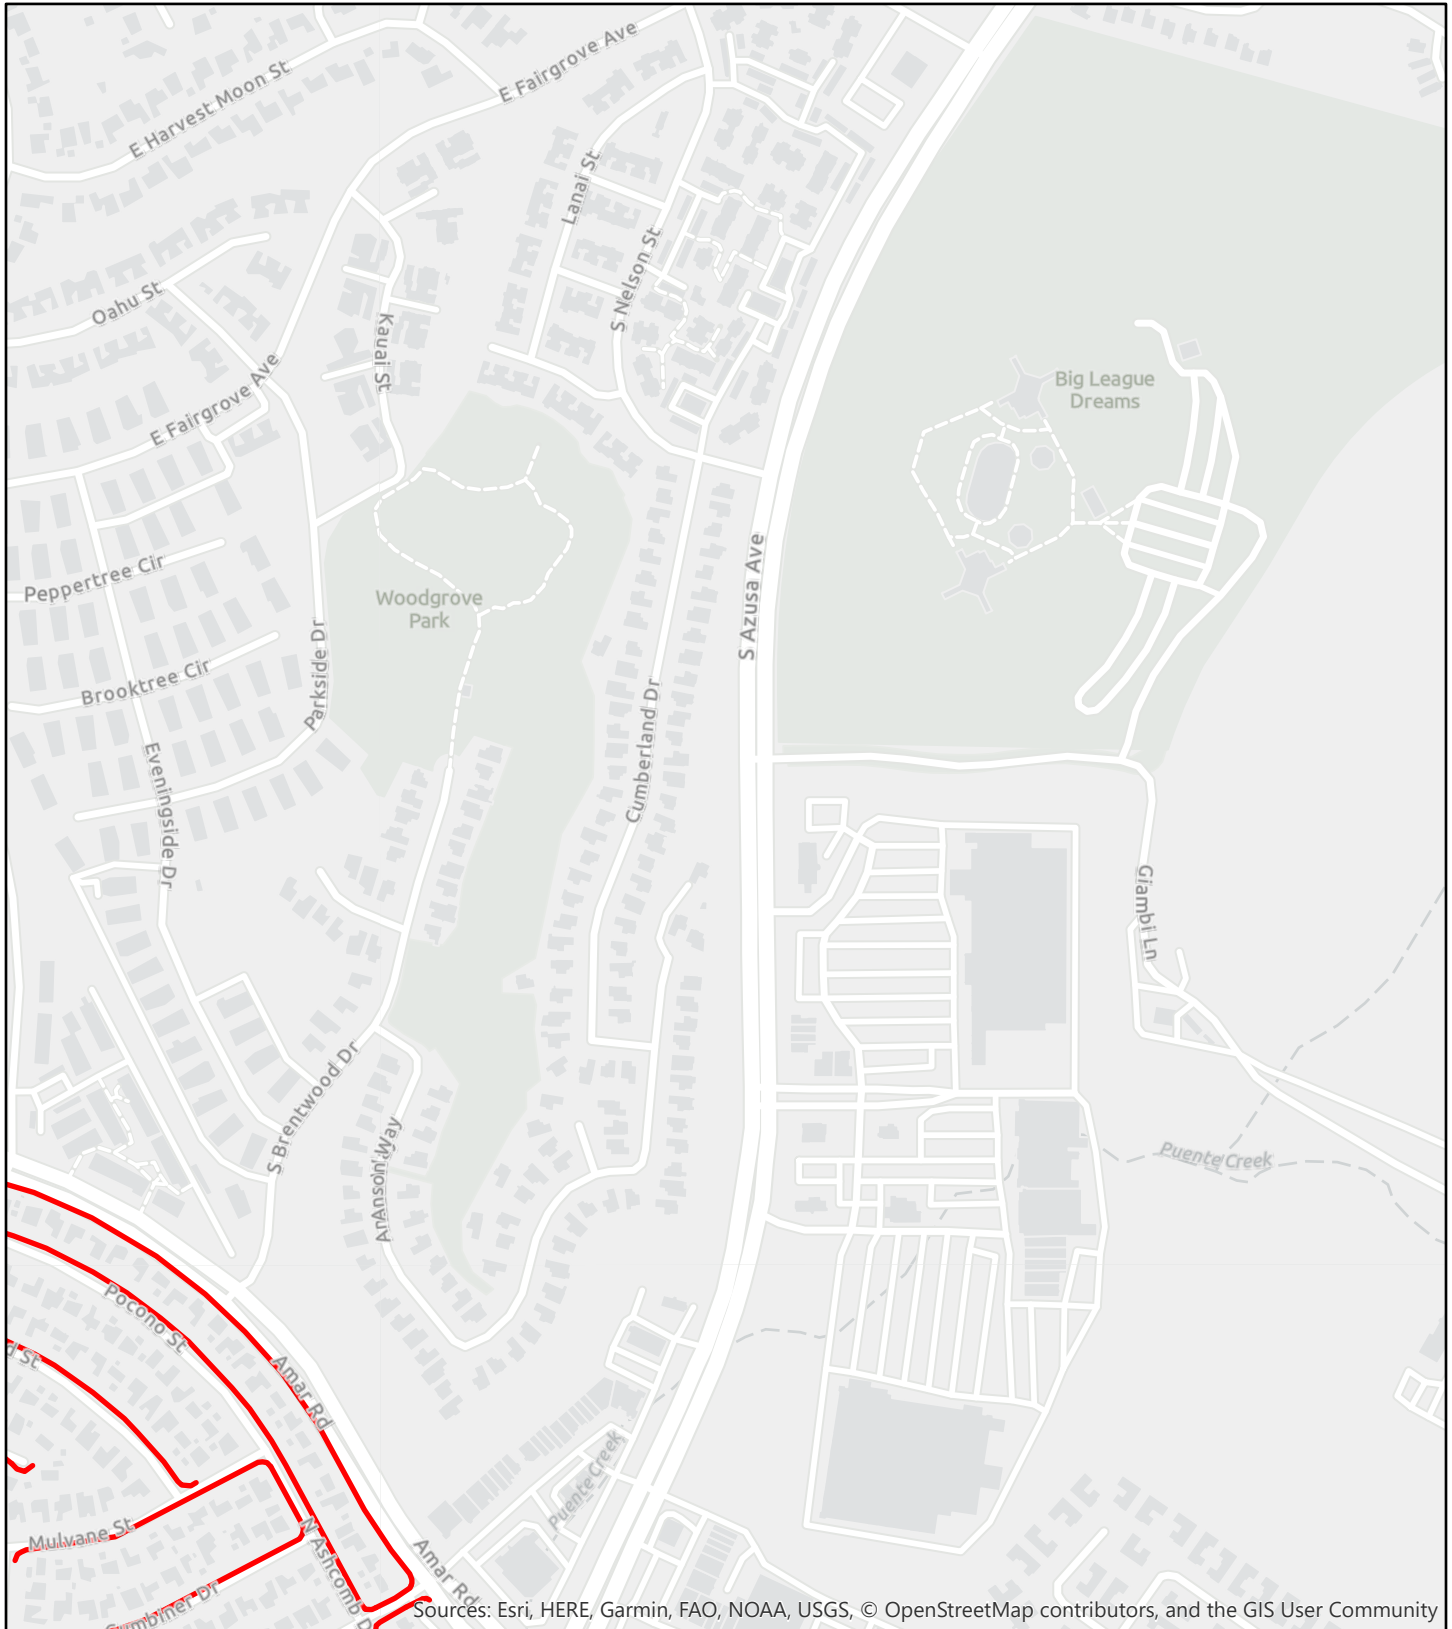 E Fairgrove Ave
E Harvest Moon St
Lanai St
S Nelson St
Oahu St
Kauai St
Big League
Dreams
E Fairgrove Ave
S Azusa Ave
Peppertree Cir
Woodgrove
Park
Parkside Dr
Brooktree Cir
Cumberland Dr
Eveningside Dr
Giambi Ln
S Brentwood Dr
Anson Way
Puente Creek
Pocono St
d St
Amar Rd
Puente Creek
Mulvane St
N Ashcomb D
Amar Rd
Gumbiner Dr
Sources: Esri, HERE, Garmin, FAO, NOAA, USGS, © OpenStreetMap contributors, and the GIS User Community